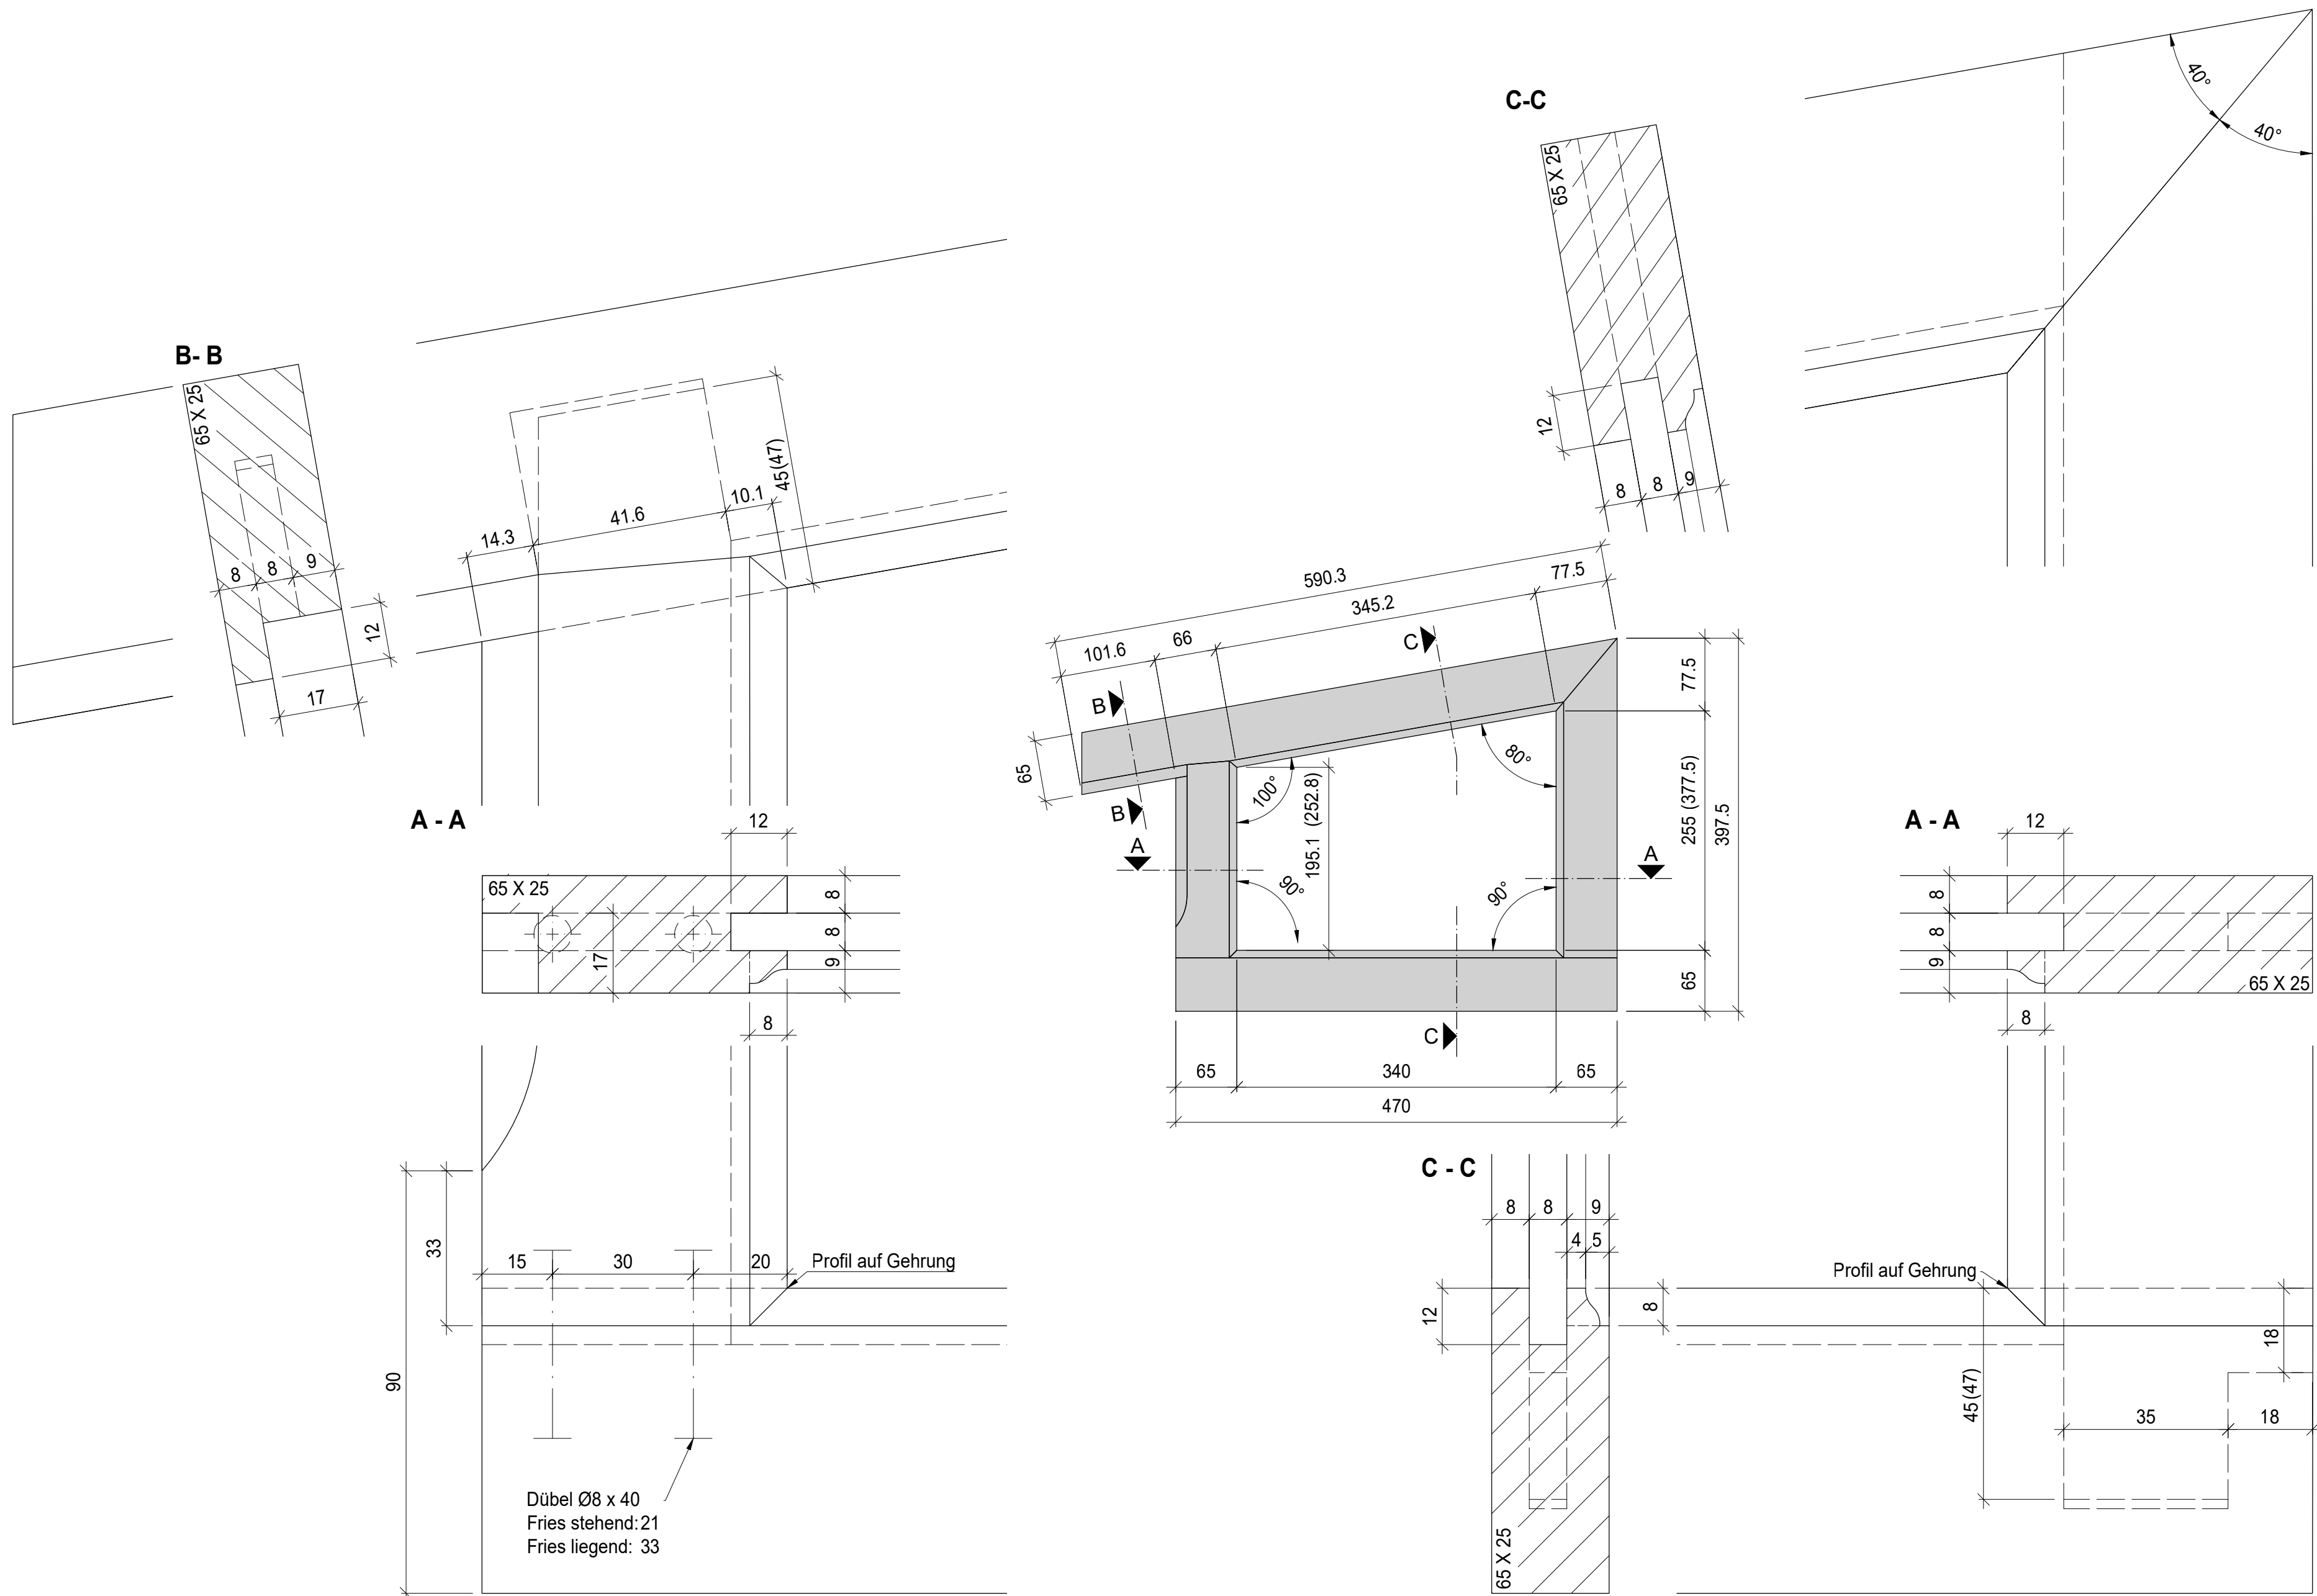 C-C
40°
40°
65 X 25
12
8
8
9
B- B
65 X 25
8
8
9
12
17
14.3
41.6
10.1
45(47)
590.3
77.5
345.2
66
101.6
C
B
B
65
A
A
C
100°
80°
90°
90°
195.1 (252.8)
77.5
255 (377.5)
397.5
65
65
340
65
470
A - A
12
65 X 25
17
8
8
9
8
A - A
12
8
8
9
65 X 25
8
33
90
15
30
20
Profil auf Gehrung
Dübel Ø8 x 40
Fries stehend: 21
Fries liegend: 33
C - C
8
8
9
4
5
12
8
65 X 25
Profil auf Gehrung
45(47)
35
18
18